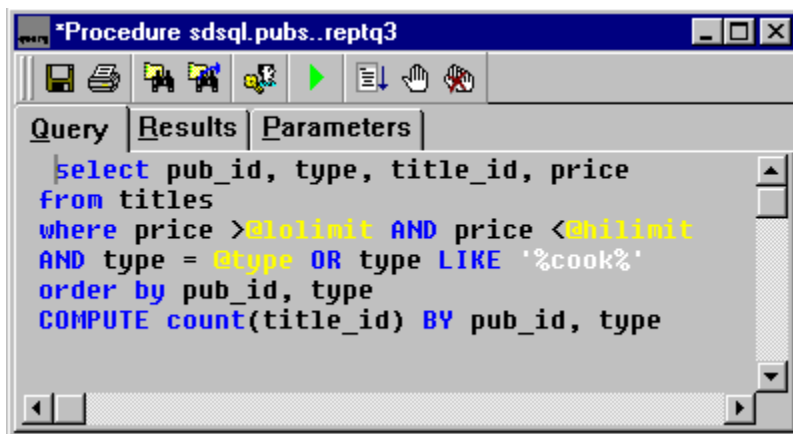 *Procedure sdsql.pubs..reptq3
Query Results Parameters
select pub_id, type, title_id, price
from titles
where price >@lolimit AND price <@hilimit
AND type = @type OR type LIKE '%cook%'
order by pub_id, type
COMPUTE count(title_id) BY pub_id, type